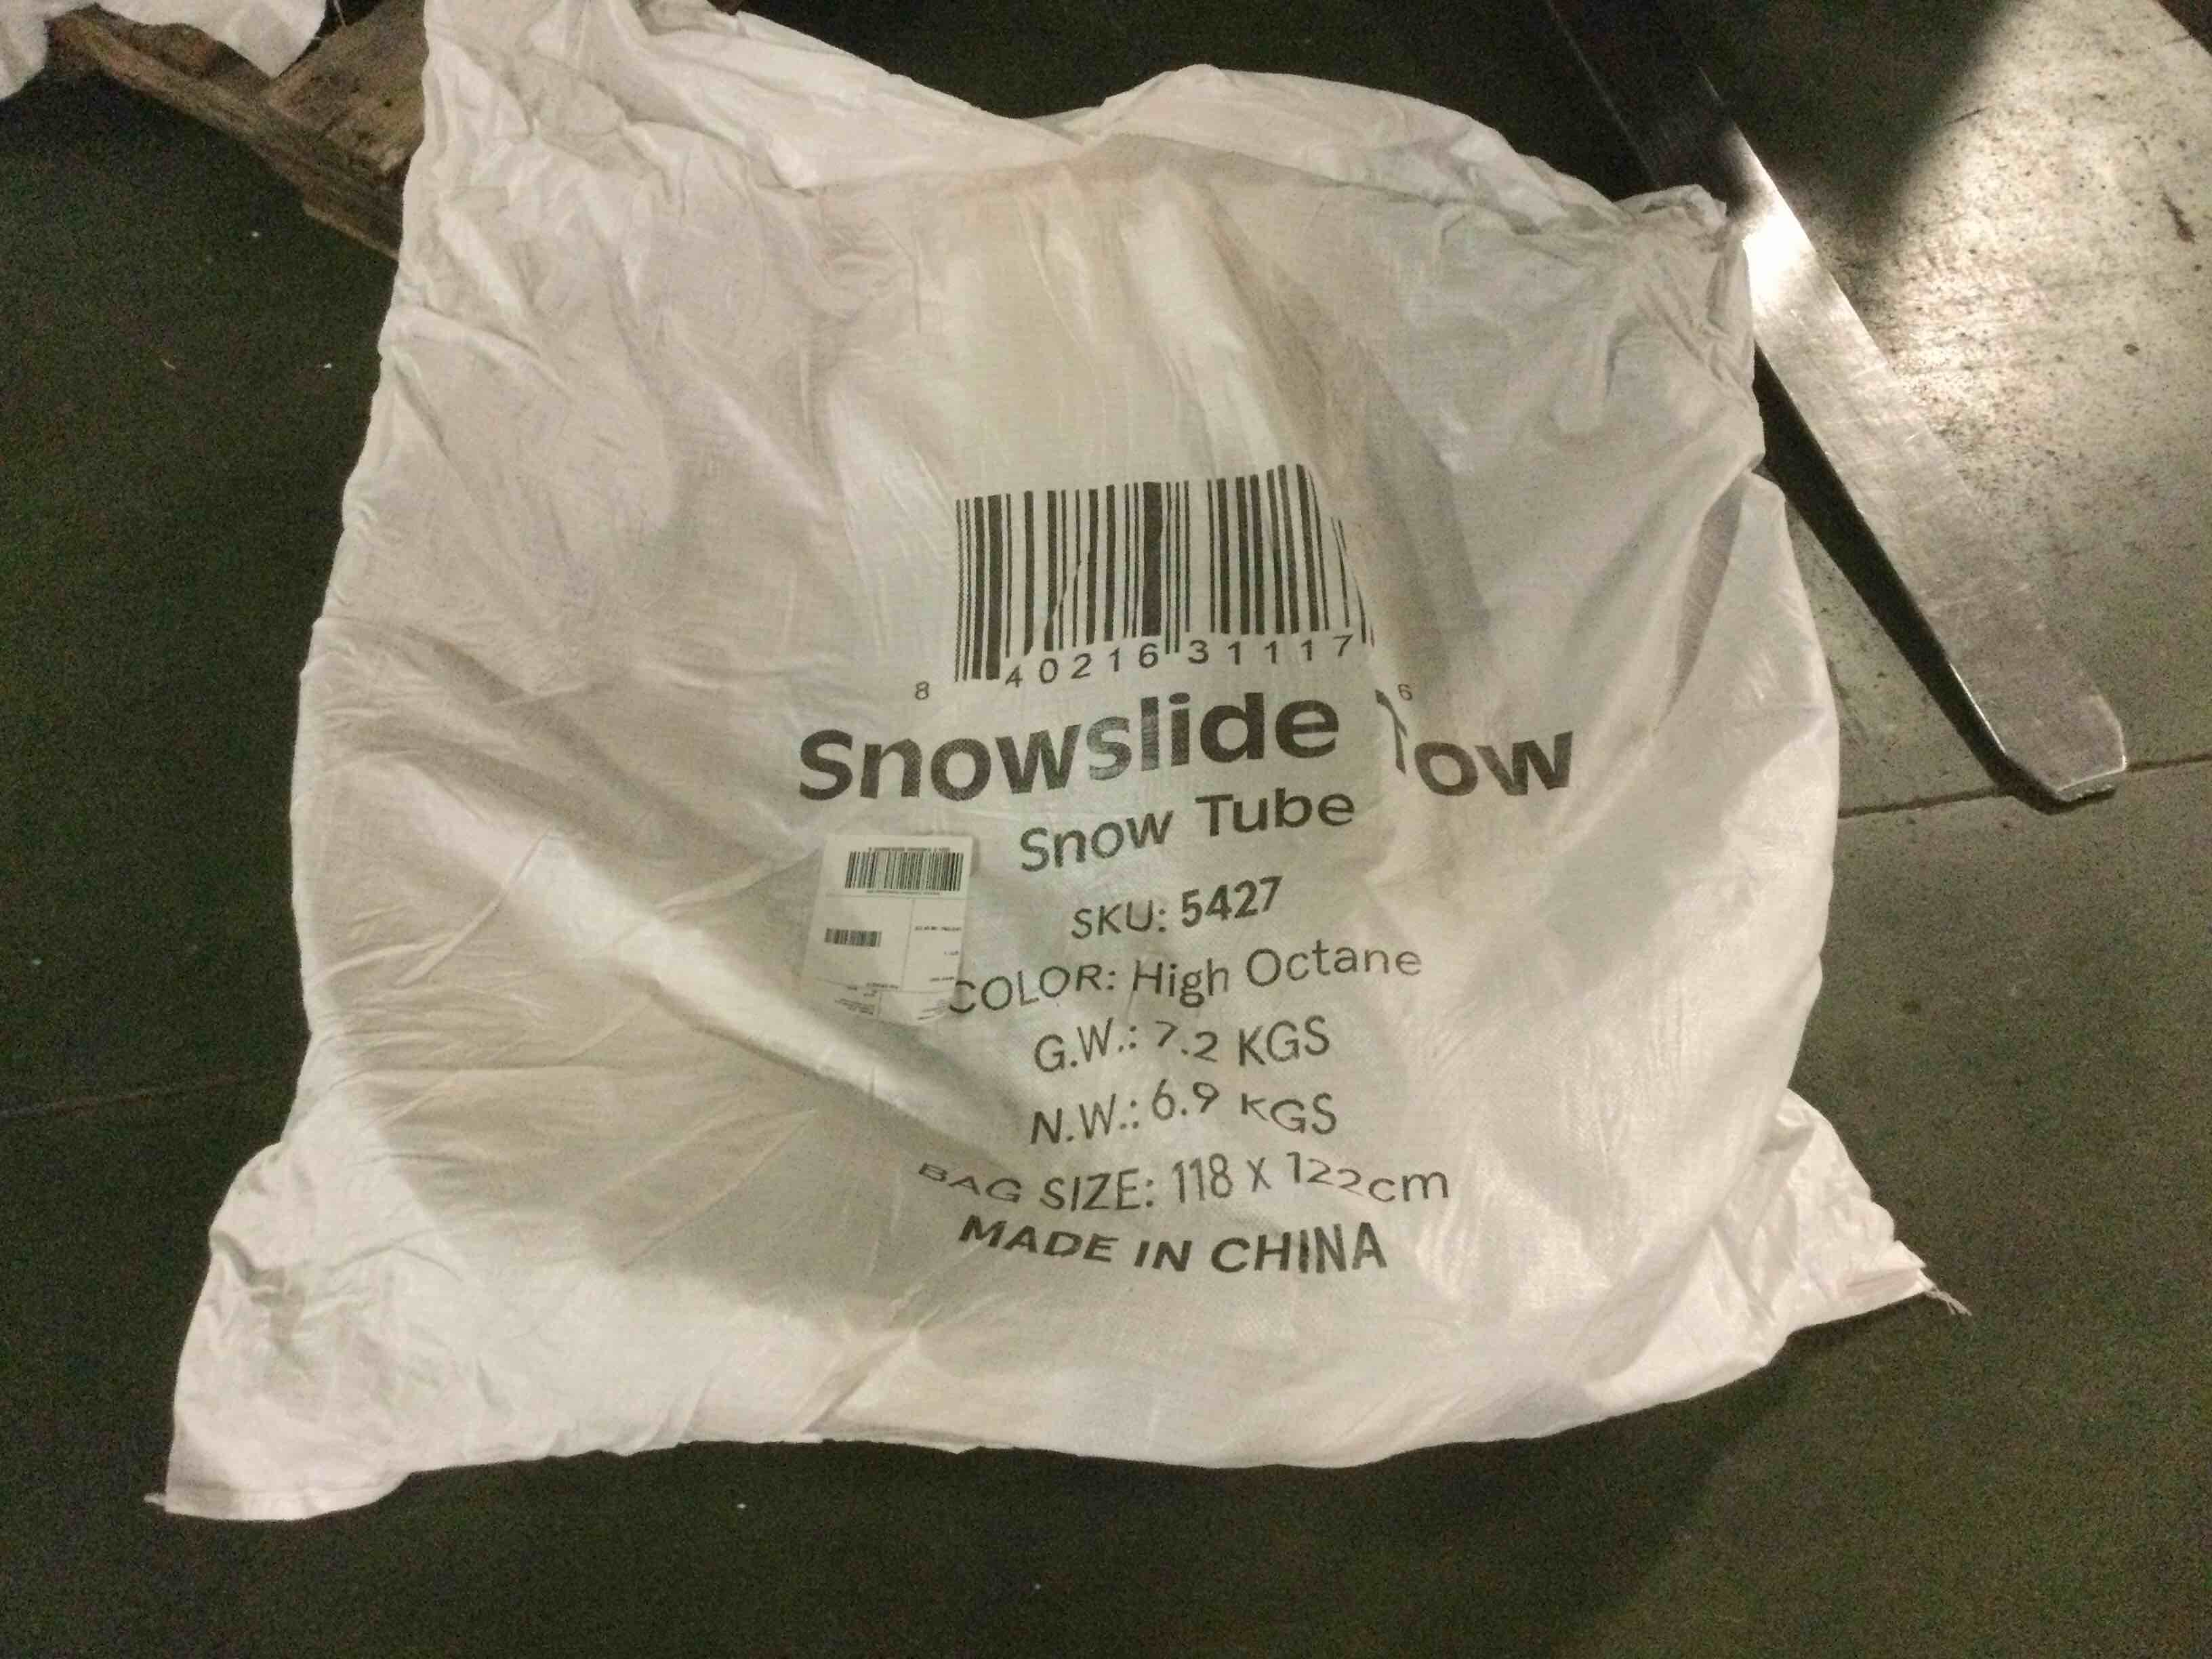 8 40216 31117 6
Snowslide Tow
Snow Tube
SKU: 5427
COLOR: High Octane
G.W.: 7.2 KGS
N.W.: 6.9 KGS
BAG SIZE: 118 X 122cm
MADE IN CHINA